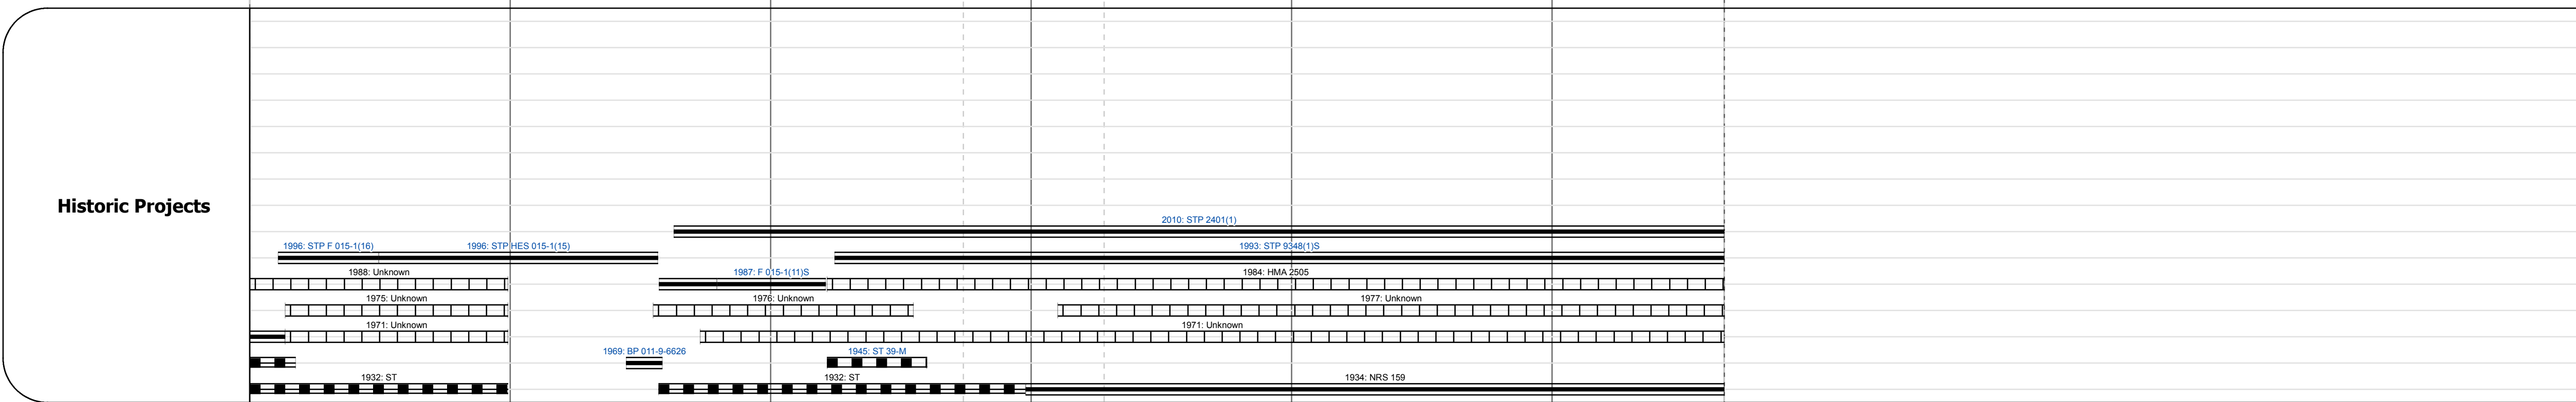 Historic Projects
2010: STP 2401(1)
1996: STP F 015-1(16) 1996: STP HES 015-1(15) 1993: STP 9348(1)S
1988: Unknown 1987: F 015-1(11)S 1984: HMA 2505
1975: Unknown 1976: Unknown 1977: Unknown
1971: Unknown 1971: Unknown
1969: BP 011-9-6626 1945: ST 39-M
1932: ST 1932: ST 1934: NRS 159